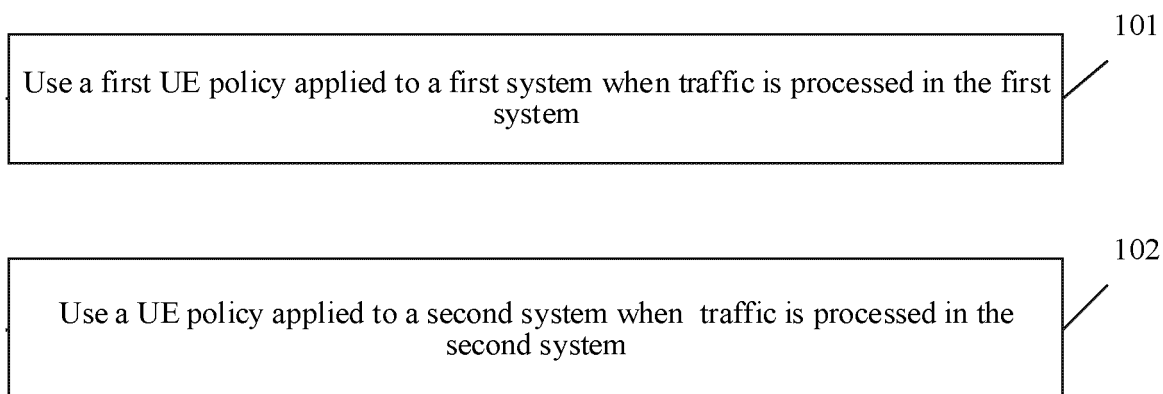 101
Use a first UE policy applied to a first system when traffic is processed in the first
system
102
Use a UE policy applied to a second system when traffic is processed in the
second system